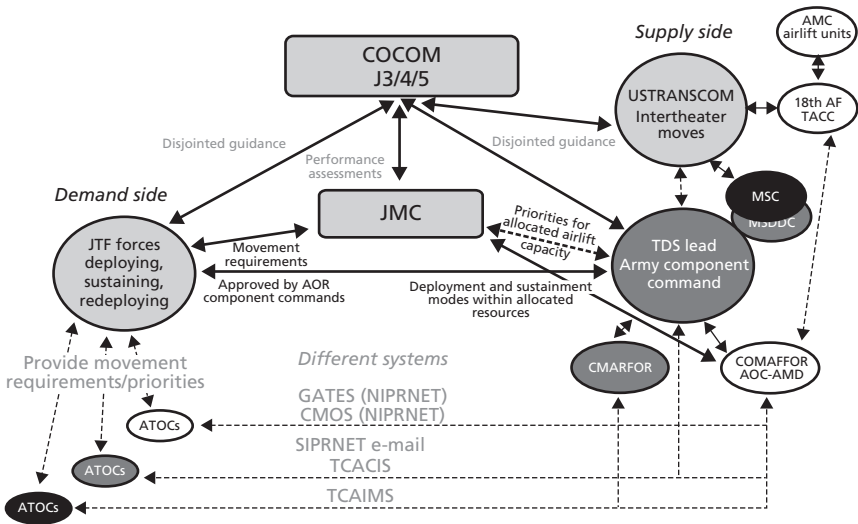 AMC
airlift units
Supply side
COCOM
J3/4/5
USTRANSCOM
Intertheater
moves
18th AF
TACC
Disjointed guidance
Disjointed guidance
Performance
assessments
MSC
MSDDC
Demand side
JMC
Priorities for
allocated airlift
capacity
JTF forces
deploying,
sustaining,
redeploying
Movement
requirements
TDS lead
Army component
command
Approved by AOR
component commands
Deployment and sustainment
modes within allocated
resources
Provide movement
requirements/priorities
Different systems
CMARFOR
COMAFFOR
AOC-AMD
GATES (NIPRNET)
CMOS (NIPRNET)
ATOCs
SIPRNET e-mail
TCACIS
ATOCs
TCAIMS
ATOCs